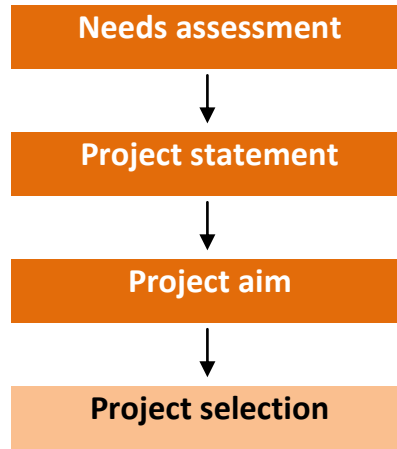 Needs assessment
Project statement
Project aim
Project selection